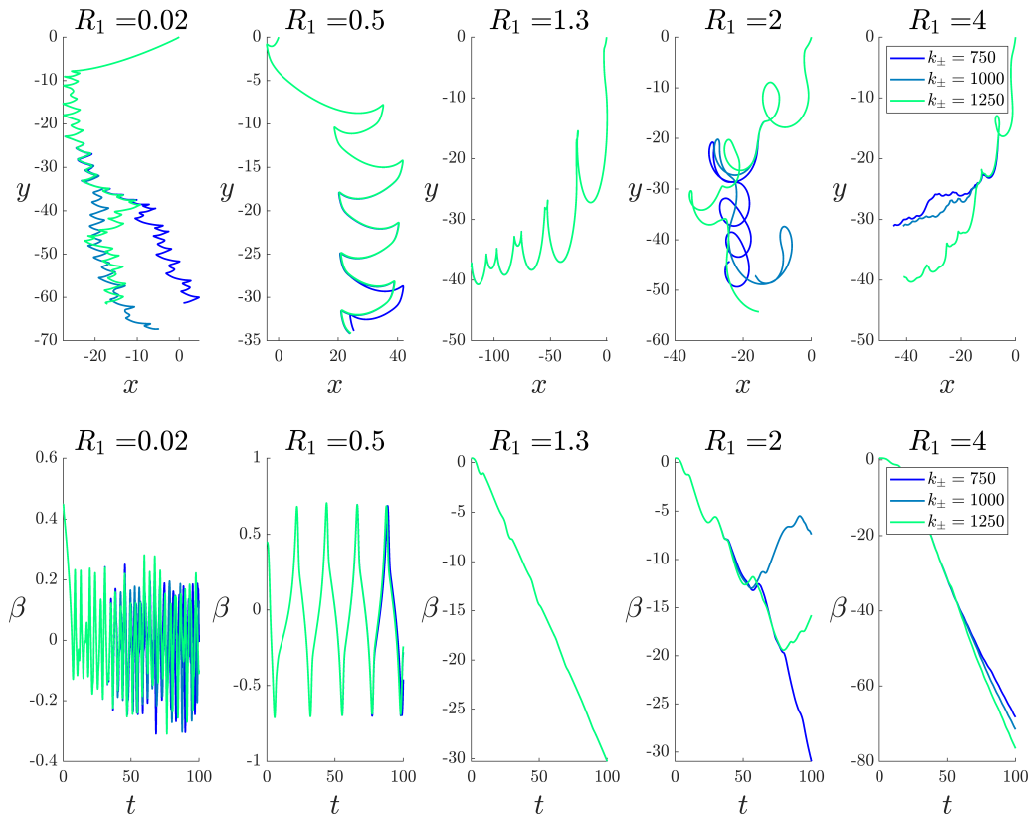 R₁ =0.02
R₁ =0.5
R₁ =1.3
R₁ =2
R₁ =4
0
-10
-20
-30
-40
-50
-60
-70
y
-20
-10
0
x
0
-5
-10
-15
-20
-25
-30
-35
y
0
20
40
x
0
-10
-20
-30
-40
-50
y
-100
-50
0
x
0
-10
-20
-30
-40
-50
-60
y
-40
-20
0
x
0
-10
-20
-30
-40
-50
y
-40
-20
0
x
k± = 750
k± = 1000
k± = 1250
R₁ =0.02
R₁ =0.5
R₁ =1.3
R₁ =2
R₁ =4
0.6
0.4
0.2
0
-0.2
-0.4
β
0
50
100
t
1
0.5
0
-0.5
-1
β
0
50
100
t
0
-5
-10
-15
-20
-25
-30
β
0
50
100
t
0
-5
-10
-15
-20
-25
-30
β
0
50
100
t
0
-20
-40
-60
-80
β
0
50
100
t
k± = 750
k± = 1000
k± = 1250